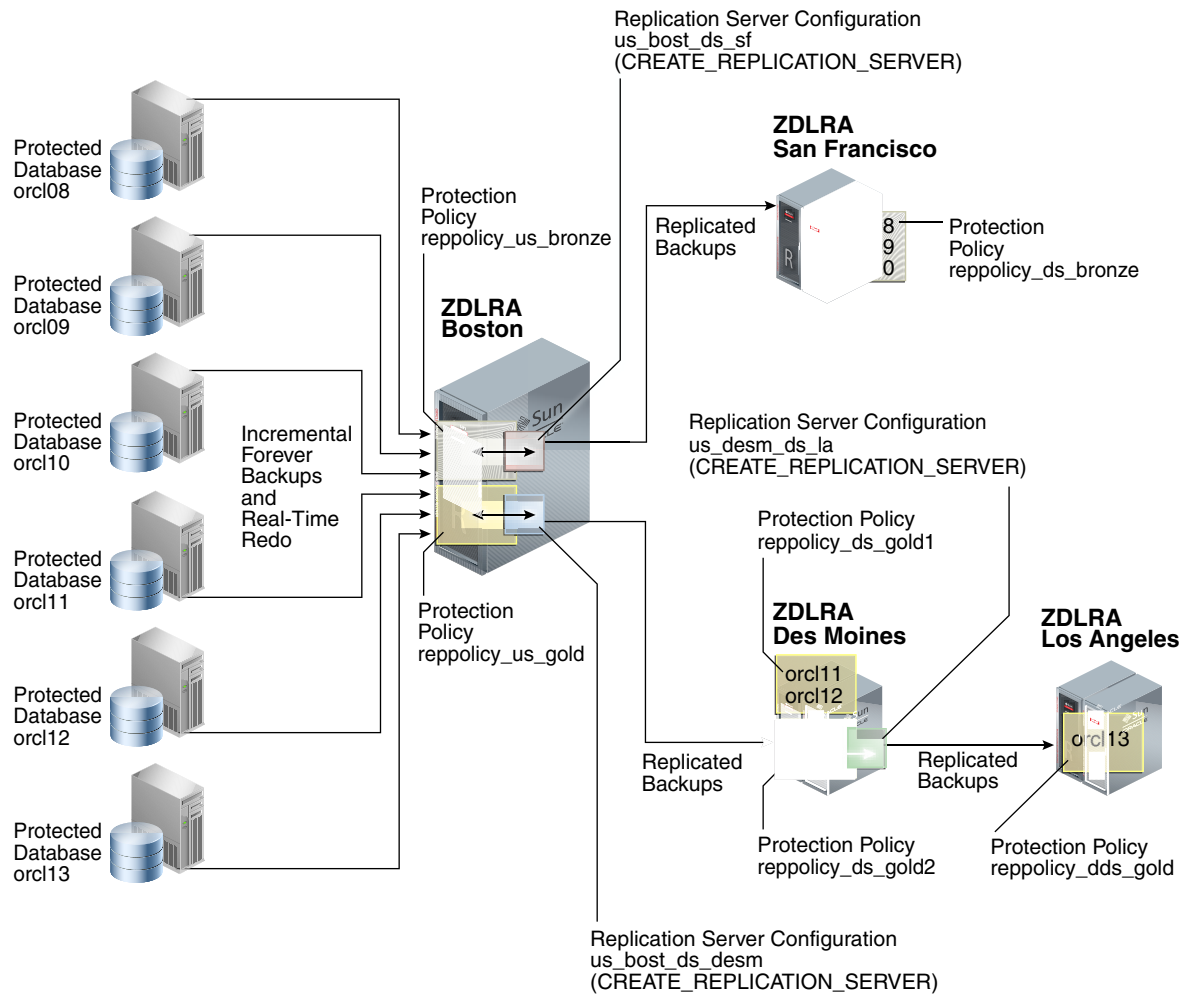 Replication Server Configuration
us_bost_ds_sf
(CREATE_REPLICATION_SERVER)
Protected
Database
orcl08
ZDLRA
San Francisco
Protection
Policy
reppolicy_us_bronze
Replicated
Backups
8
9
0
Protection
Policy
reppolicy_ds_bronze
Protected
Database
orcl09
ZDLRA
Boston
Protected
Database
orcl10
Incremental
Forever
Backups
and
Real-Time
Redo
Sun
R
Replication Server Configuration
us_desm_ds_la
(CREATE_REPLICATION_SERVER)
Protection Policy
reppolicy_ds_gold1
Protected
Database
orcl11
Protection
Policy
reppolicy_us_gold
ZDLRA
Des Moines
orcl11
orcl12
ZDLRA
Los Angeles
orcl13
Protected
Database
orcl12
Replicated
Backups
Replicated
Backups
Protected
Database
orcl13
Protection Policy
reppolicy_ds_gold2
Protection Policy
reppolicy_dds_gold
Replication Server Configuration
us_bost_ds_desm
(CREATE_REPLICATION_SERVER)